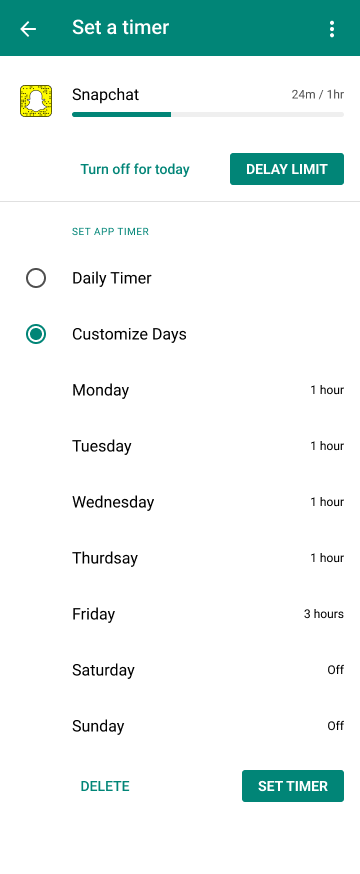 Set a timer
Snapchat 24m / 1hr
Turn off for today DELAY LIMIT
SET APP TIMER
Daily Timer
Customize Days
Monday 1 hour
Tuesday 1 hour
Wednesday 1 hour
Thurdsay 1 hour
Friday 3 hours
Saturday Off
Sunday Off
DELETE SET TIMER